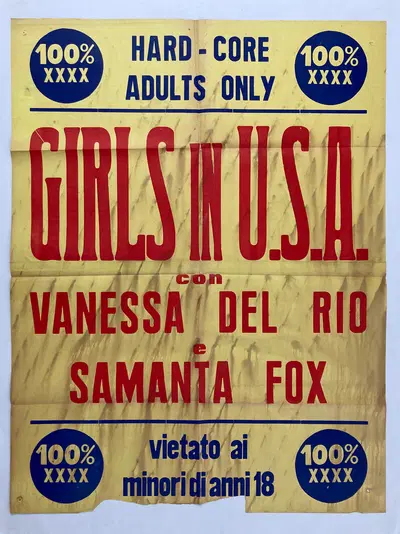 100% XXXX
HARD-CORE
ADULTS ONLY
100% XXXX
GIRLS IN U.S.A.
con
VANESSA DEL RIO
e
SAMANTA FOX
100% XXXX
vietato ai
minori di anni 18
100% XXXX